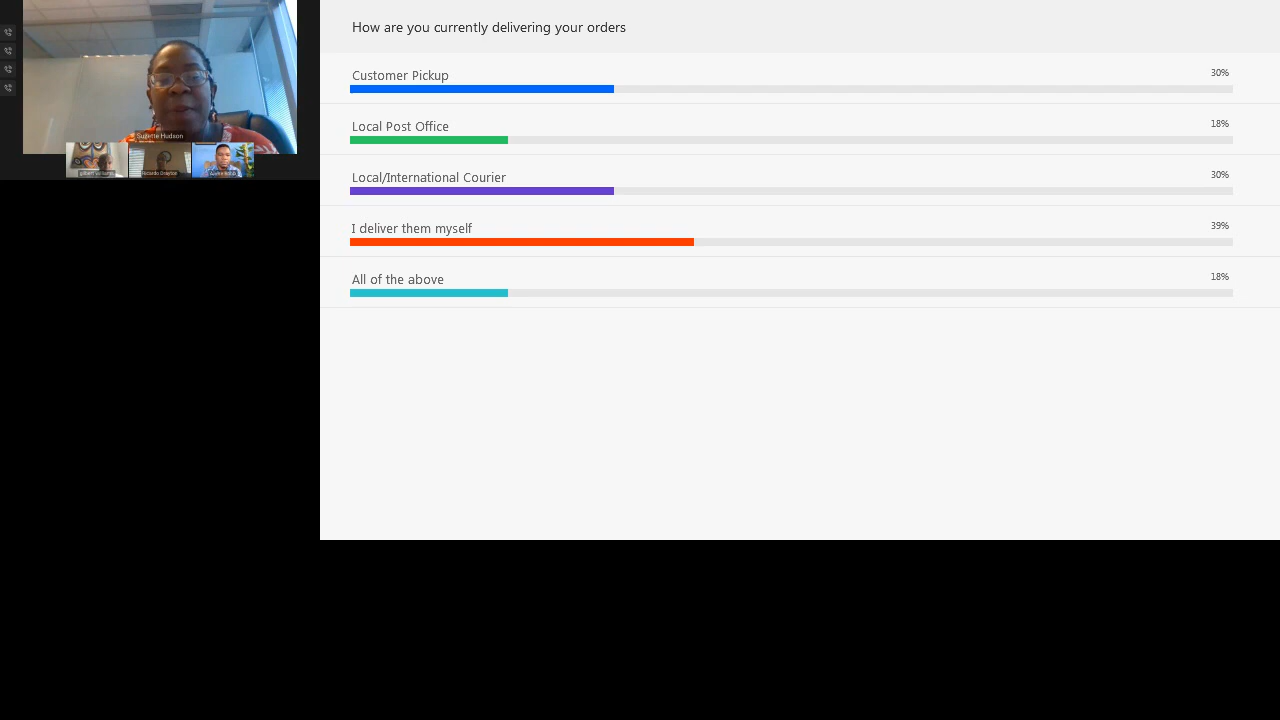 Suzette Hudson
How are you currently delivering your orders
Customer Pickup
30%
Local Post Office
18%
Local/International Courier
30%
I deliver them myself
39%
All of the above
18%